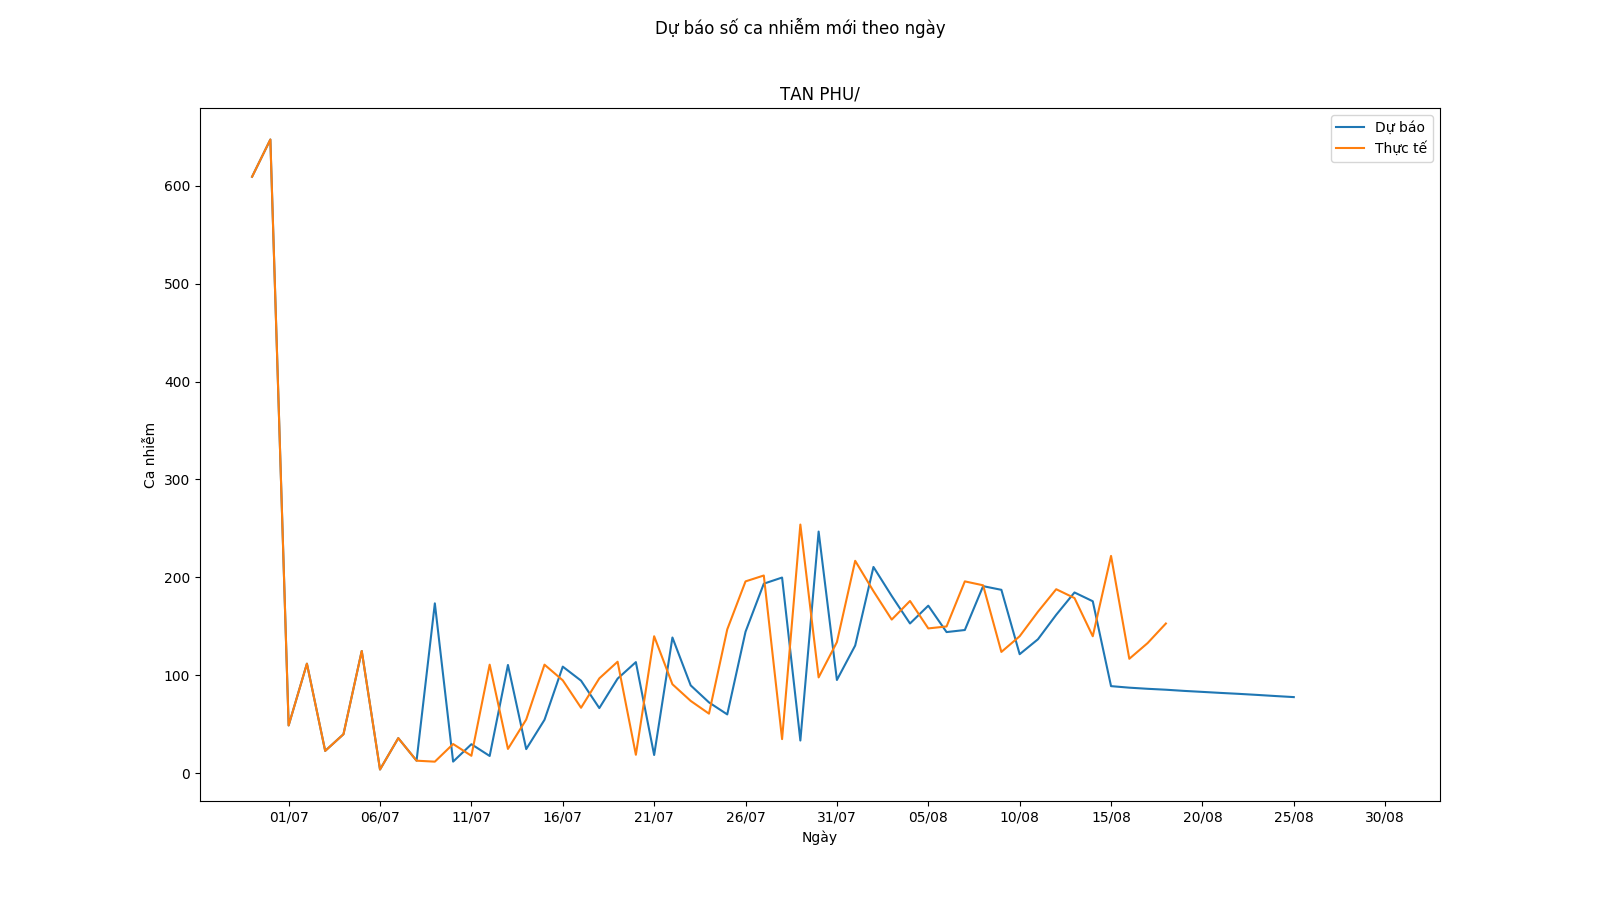 Dự báo số ca nhiễm mới theo ngày
TAN PHU/
Dự báo
Thực tế
600
500
400
300
200
100
0
Ca nhiễm
01/07 06/07 11/07 16/07 21/07 26/07 31/07 05/08 10/08 15/08 20/08 25/08 30/08
Ngày